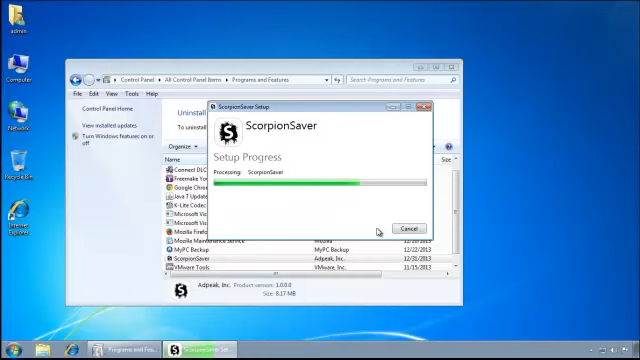 admin
Computer
Network
Recycle Bin
Internet
Explorer
Control Panel
All Control Panel Items
Programs and Features
Search Programs and Features
File
Edit
View
Tools
Help
Control Panel Home
View installed updates
Turn Windows features on or
off
Uninstall
To uninstall
Organize
Name
Size
Connect DLC
Freemake
Google Chrom
Java 7 Update
K-Lite Codec
Microsoft Vis
Microsoft Vis
Mozilla Firefo
Mozilla Maintenance Service
Mozilla
MyPC Backup
MyPC Backup
12/22/2013
ScorpionSaver
Adpeak, Inc.
12/31/2013
VMware Tools
VMware, Inc.
11/15/2013
Adpeak, Inc.
Product version: 1.0.0.0
Size: 8.17 MB
ScorpionSaver Setup
ScorpionSaver
Setup Progress
Processing: ScorpionSaver
Cancel
Programs and Fea...
ScorpionSaver Set...